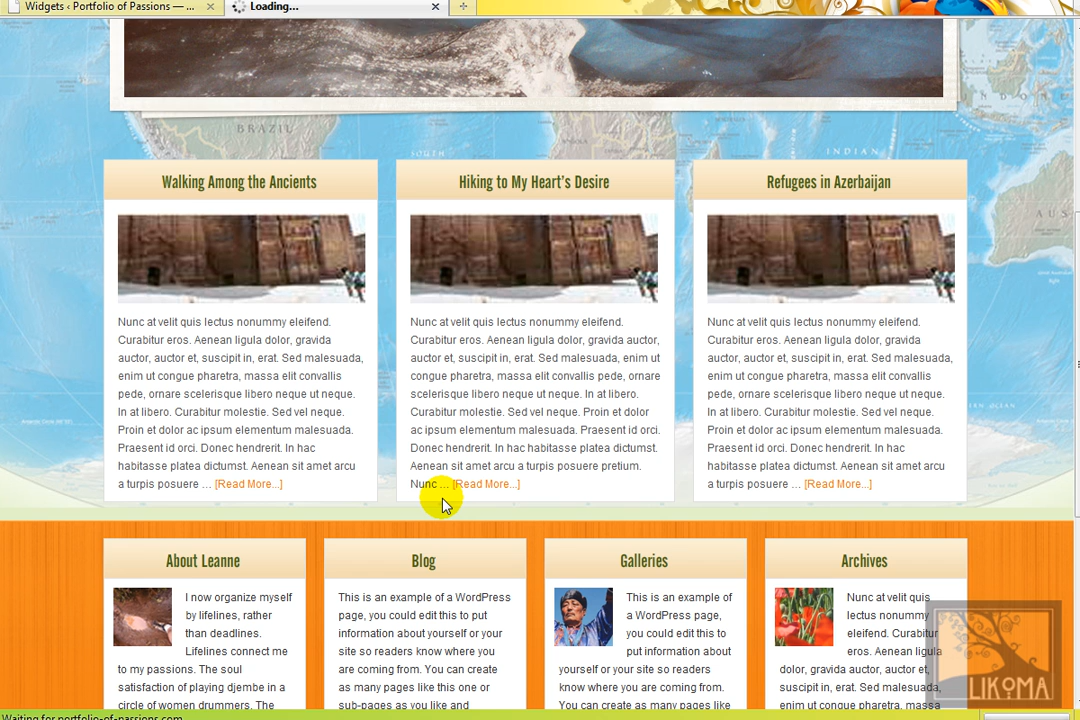 Widgets ‹ Portfolio of Passions — ...
Loading...
BRAZIL
SOUTH
INDIAN
Walking Among the Ancients
Hiking to My Heart's Desire
Refugees in Azerbaijan
Nunc at velit quis lectus nonummy eleifend.
Curabitur eros. Aenean ligula dolor, gravida
auctor, auctor et, suscipit in, erat. Sed malesuada,
enim ut congue pharetra, massa elit convallis
pede, ornare scelerisque libero neque ut neque.
In at libero. Curabitur molestie. Sed vel neque.
Proin et dolor ac ipsum elementum malesuada.
Praesent id orci. Donec hendrerit. In hac
habitasse platea dictumst. Aenean sit amet arcu
a turpis posuere ... [Read More...]
Nunc at velit quis lectus nonummy eleifend.
Curabitur eros. Aenean ligula dolor, gravida auctor,
auctor et, suscipit in, erat. Sed malesuada, enim ut
congue pharetra, massa elit convallis pede, ornare
scelerisque libero neque ut neque. In at libero.
Curabitur molestie. Sed vel neque. Proin et dolor
ac ipsum elementum malesuada. Praesent id orci.
Donec hendrerit. In hac habitasse platea dictumst.
Aenean sit amet arcu a turpis posuere pretium.
Nunc ... [Read More...]
Nunc at velit quis lectus nonummy eleifend.
Curabitur eros. Aenean ligula dolor, gravida
auctor, auctor et, suscipit in, erat. Sed malesuada,
enim ut congue pharetra, massa elit convallis
pede, ornare scelerisque libero neque ut neque.
In at libero. Curabitur molestie. Sed vel neque.
Proin et dolor ac ipsum elementum malesuada.
Praesent id orci. Donec hendrerit. In hac
habitasse platea dictumst. Aenean sit amet arcu
a turpis posuere ... [Read More...]
About Leanne
Blog
Galleries
Archives
I now organize myself
by lifelines, rather
than deadlines.
Lifelines connect me
to my passions. The soul
satisfaction of playing djembe in a
circle of women drummers. The
This is an example of a WordPress
page, you could edit this to put
information about yourself or your
site so readers know where you
are coming from. You can create
as many pages like this one or
sub-pages as you like and
This is an example of
a WordPress page,
you could edit this to
put information about
yourself or your site so readers
know where you are coming from.
You can create as many pages like
Nunc at velit quis
lectus nonummy
eleifend. Curabitur
eros. Aenean ligula
dolor, gravida auctor, auctor et,
suscipit in, erat. Sed malesuada,
enim ut congue pharetra, massa
LIKOMA
Waiting for portfolio-of-passions.com